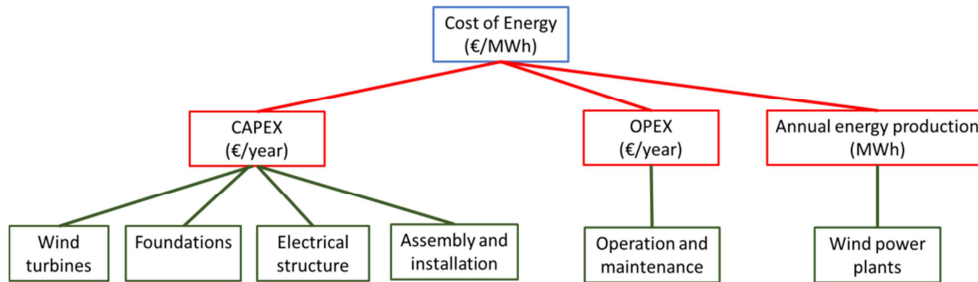 Cost of Energy
(€/MWh)
CAPEX
(€/year)
OPEX
(€/year)
Annual energy production
(MWh)
Wind
turbines
Foundations
Electrical
structure
Assembly and
installation
Operation and
maintenance
Wind power
plants